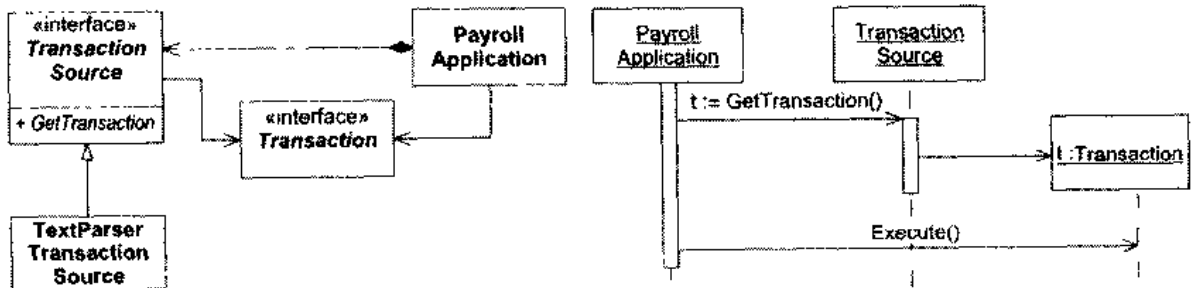 «interface»
Transaction
Source
+ GetTransaction
TextParser
Transaction
Source
Payroll
Application
«interface»
Transaction
Payroll
Application
Transaction
Source
t := GetTransaction()
t :Transaction
Execute()